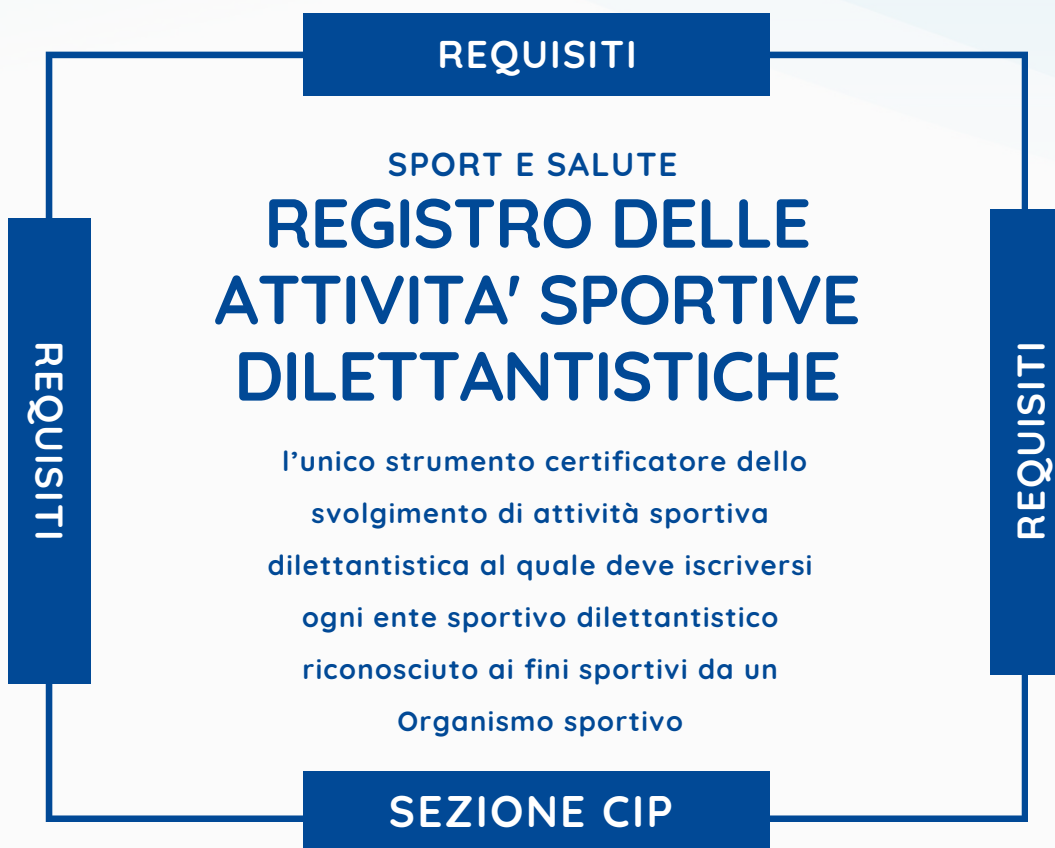 REQUISITI
SPORT E SALUTE
REGISTRO DELLE
ATTIVITA' SPORTIVE
DILETTANTISTICHE
REQUISITI
REQUISITI
l’unico strumento certificatore dello
svolgimento di attività sportiva
dilettantistica al quale deve iscriversi
ogni ente sportivo dilettantistico
riconosciuto ai fini sportivi da un
Organismo sportivo
SEZIONE CIP